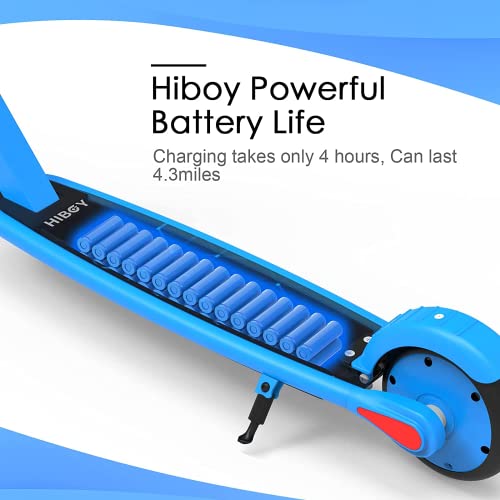 Hiboy Powerful
Battery Life
Charging takes only 4 hours, Can last
4.3miles
HIBOY